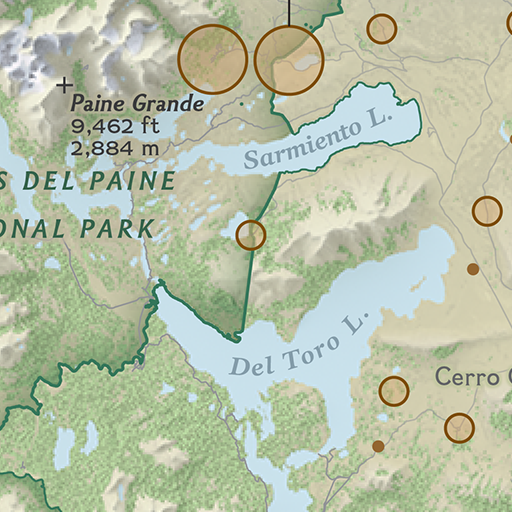 Paine Grande
9,462 ft
2,884 m
Sarmiento L.
S DEL PAINE
ONAL PARK
Del Toro L.
Cerro